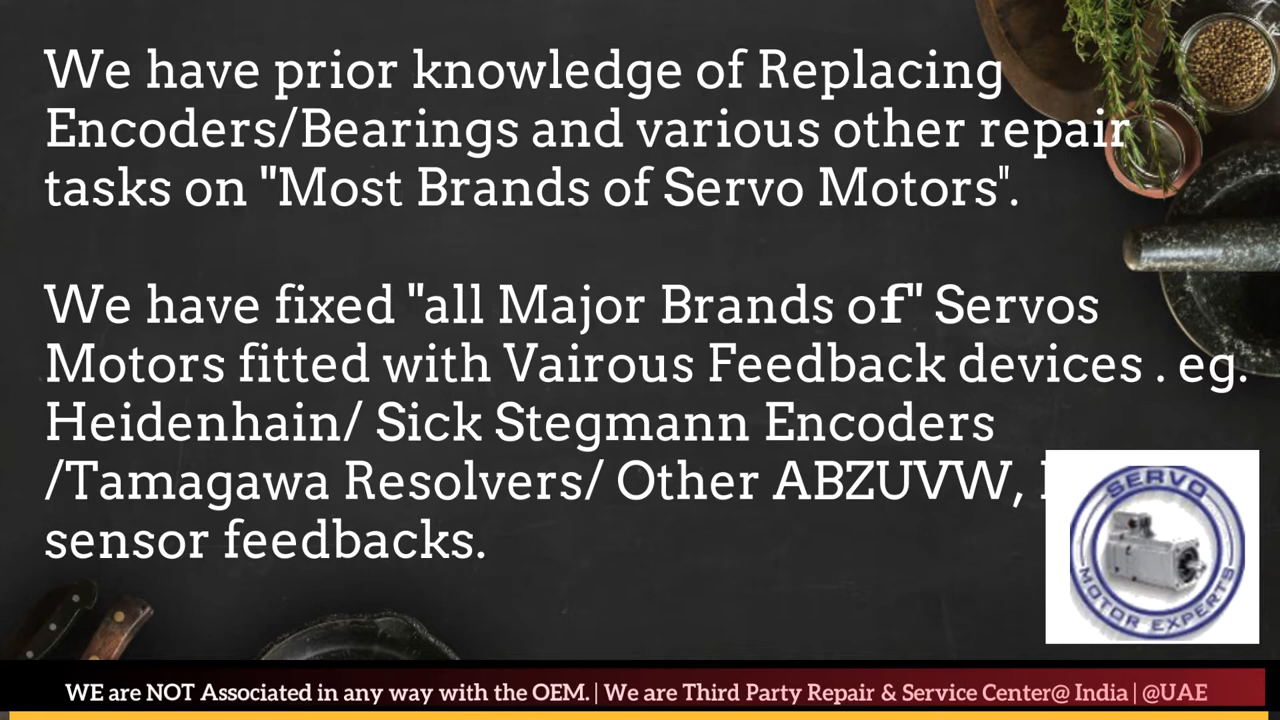 We have prior knowledge of Replacing
Encoders/Bearings and various other repair
tasks on "Most Brands of Servo Motors".
We have fixed "all Major Brands of" Servos
Motors fitted with Vairous Feedback devices . eg.
Heidenhain/ Sick Stegmann Encoders
/Tamagawa Resolvers/ Other ABZUVW,
sensor feedbacks.
SERVO
MOTOR EXPERTS
WE are NOT Associated in any way with the OEM. | We are Third Party Repair & Service Center@ India | @UAE